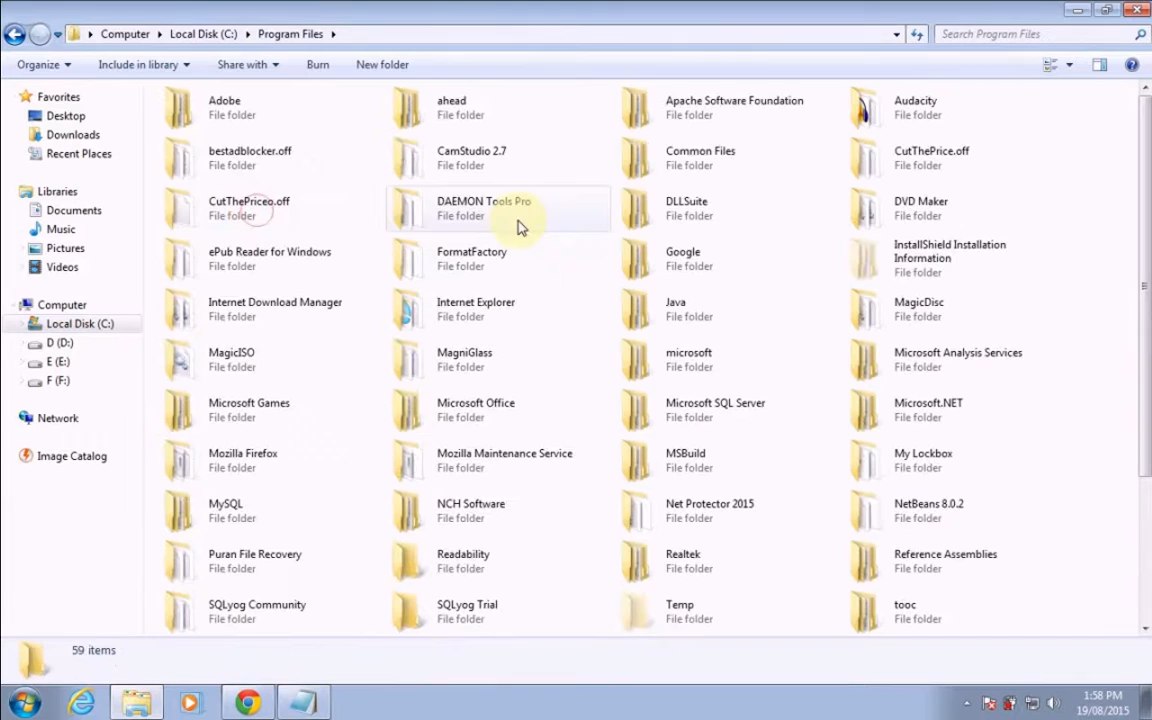 Computer Local Disk (C:) Program Files
Search Program Files
Organize Include in library Share with Burn New folder
Favorites
Desktop
Downloads
Recent Places
Libraries
Documents
Music
Pictures
Videos
Computer
Local Disk (C:)
D (D:)
E (E:)
F (F:)
Network
Image Catalog
Adobe
File folder
ahead
File folder
Apache Software Foundation
File folder
Audacity
File folder
bestadblocker.off
File folder
CamStudio 2.7
File folder
Common Files
File folder
CutThePrice.off
File folder
CutThePriceo.off
File folder
DAEMON Tools Pro
File folder
DLLSuite
File folder
DVD Maker
File folder
ePub Reader for Windows
File folder
FormatFactory
File folder
Google
File folder
InstallShield Installation
Information
File folder
Internet Download Manager
File folder
Internet Explorer
File folder
Java
File folder
MagicDisc
File folder
MagicISO
File folder
MagniGlass
File folder
microsoft
File folder
Microsoft Analysis Services
File folder
Microsoft Games
File folder
Microsoft Office
File folder
Microsoft SQL Server
File folder
Microsoft.NET
File folder
Mozilla Firefox
File folder
Mozilla Maintenance Service
File folder
MSBuild
File folder
My Lockbox
File folder
MySQL
File folder
NCH Software
File folder
Net Protector 2015
File folder
NetBeans 8.0.2
File folder
Puran File Recovery
File folder
Readability
File folder
Realtek
File folder
Reference Assemblies
File folder
SQLyog Community
File folder
SQLyog Trial
File folder
Temp
File folder
tooc
File folder
59 items
1:58 PM
19/08/2015